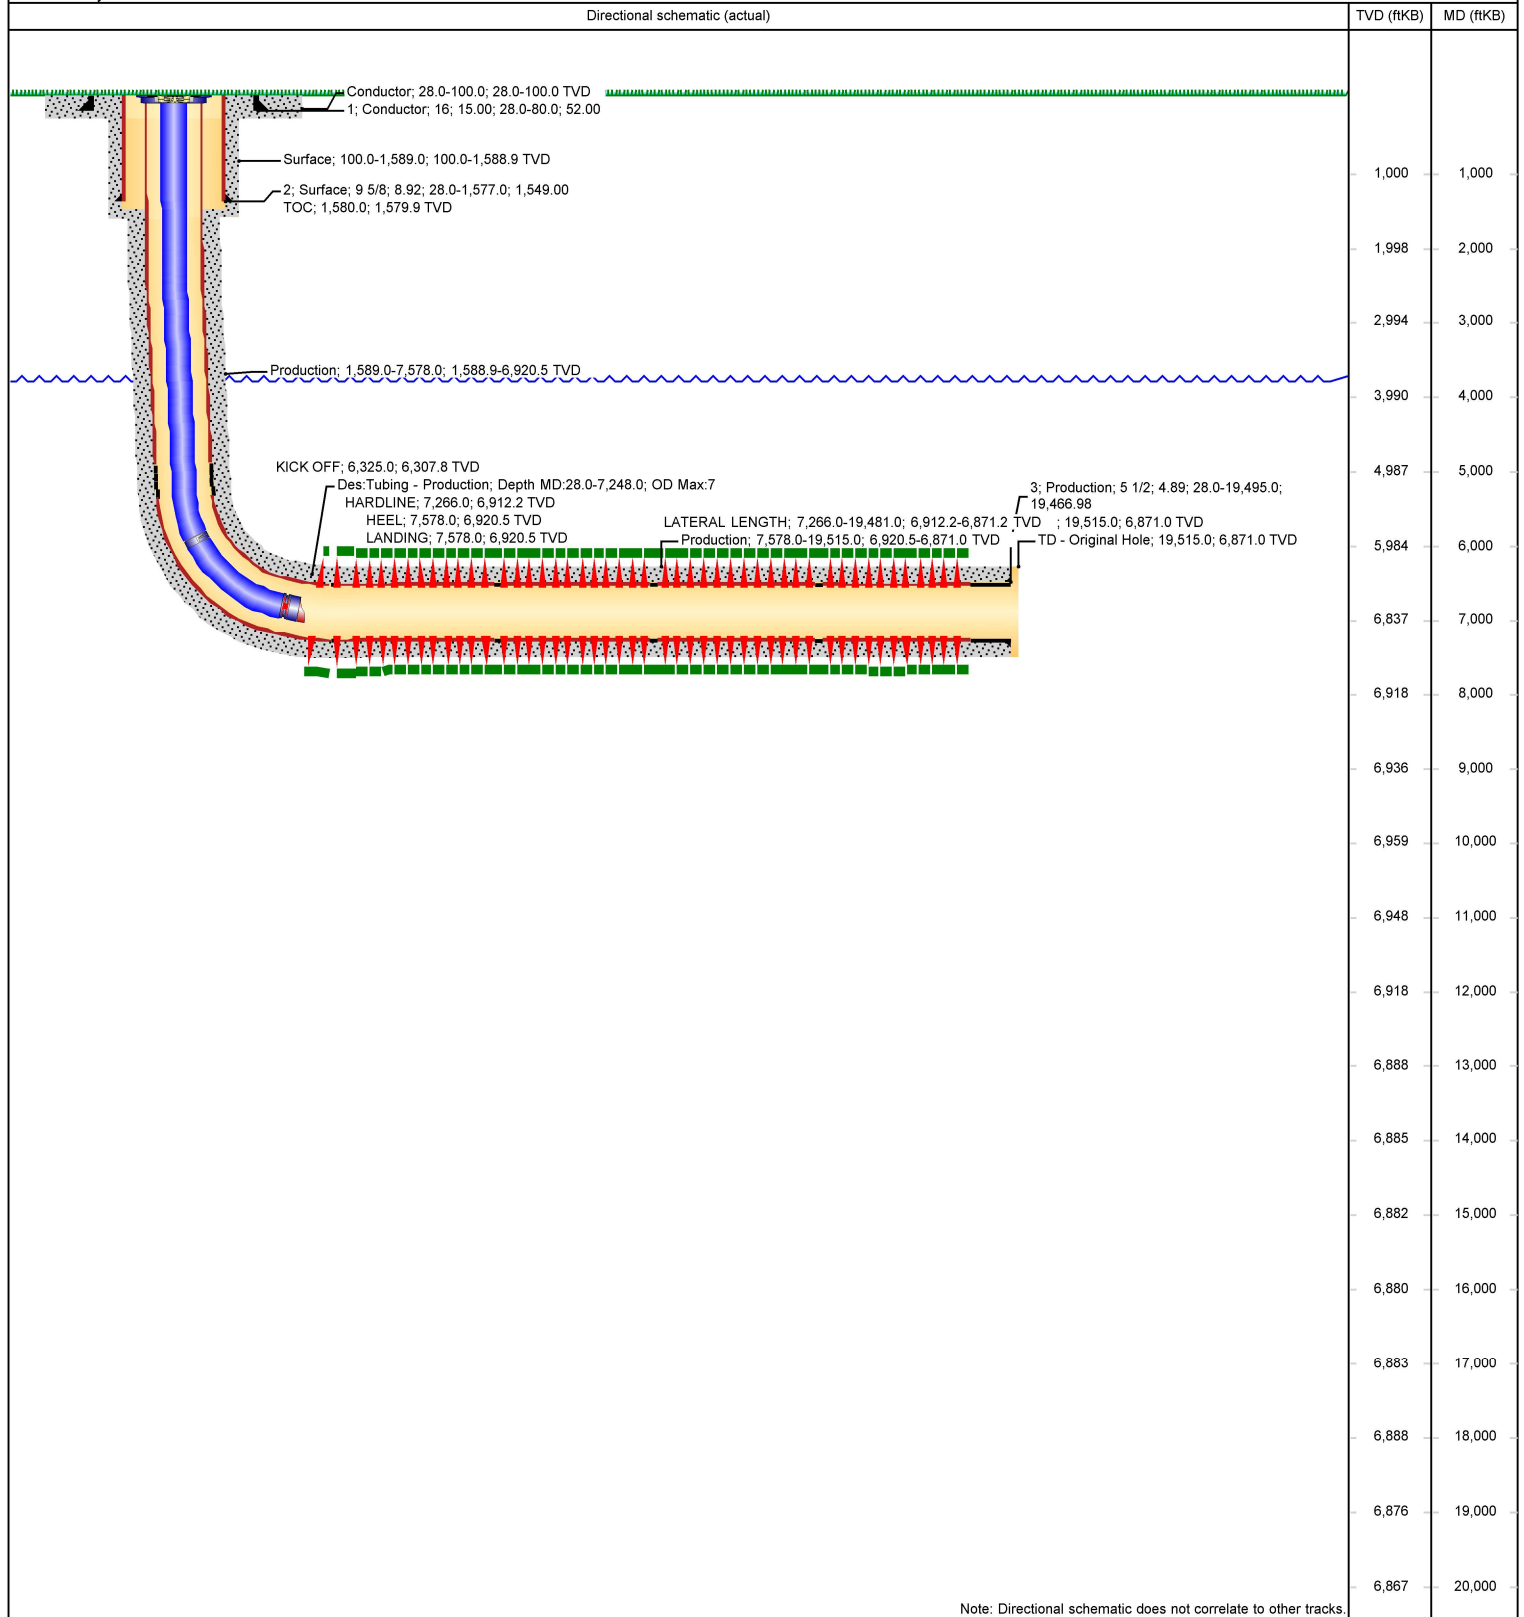 Directional schematic (actual)
TVD (ftKB)
MD (ftKB)
Conductor; 28.0-100.0; 28.0-100.0 TVD
1; Conductor; 16; 15.00; 28.0-80.0; 52.00
Surface; 100.0-1,589.0; 100.0-1,588.9 TVD
2; Surface; 9 5/8; 8.92; 28.0-1,577.0; 1,549.00
TOC; 1,580.0; 1,579.9 TVD
Production; 1,589.0-7,578.0; 1,588.9-6,920.5 TVD
KICK OFF; 6,325.0; 6,307.8 TVD
Des:Tubing - Production; Depth MD:28.0-7,248.0; OD Max:7
HARDLINE; 7,266.0; 6,912.2 TVD
HEEL; 7,578.0; 6,920.5 TVD
LANDING; 7,578.0; 6,920.5 TVD
3; Production; 5 1/2; 4.89; 28.0-19,495.0;
19,466.98
LATERAL LENGTH; 7,266.0-19,481.0; 6,912.2-6,871.2 TVD
; 19,515.0; 6,871.0 TVD
Production; 7,578.0-19,515.0; 6,920.5-6,871.0 TVD
TD - Original Hole; 19,515.0; 6,871.0 TVD
1,000 1,000
1,998 2,000
2,994 3,000
3,990 4,000
4,987 5,000
5,984 6,000
6,837 7,000
6,918 8,000
6,936 9,000
6,959 10,000
6,948 11,000
6,918 12,000
6,888 13,000
6,885 14,000
6,882 15,000
6,880 16,000
6,883 17,000
6,888 18,000
6,876 19,000
6,867 20,000
Note: Directional schematic does not correlate to other tracks.